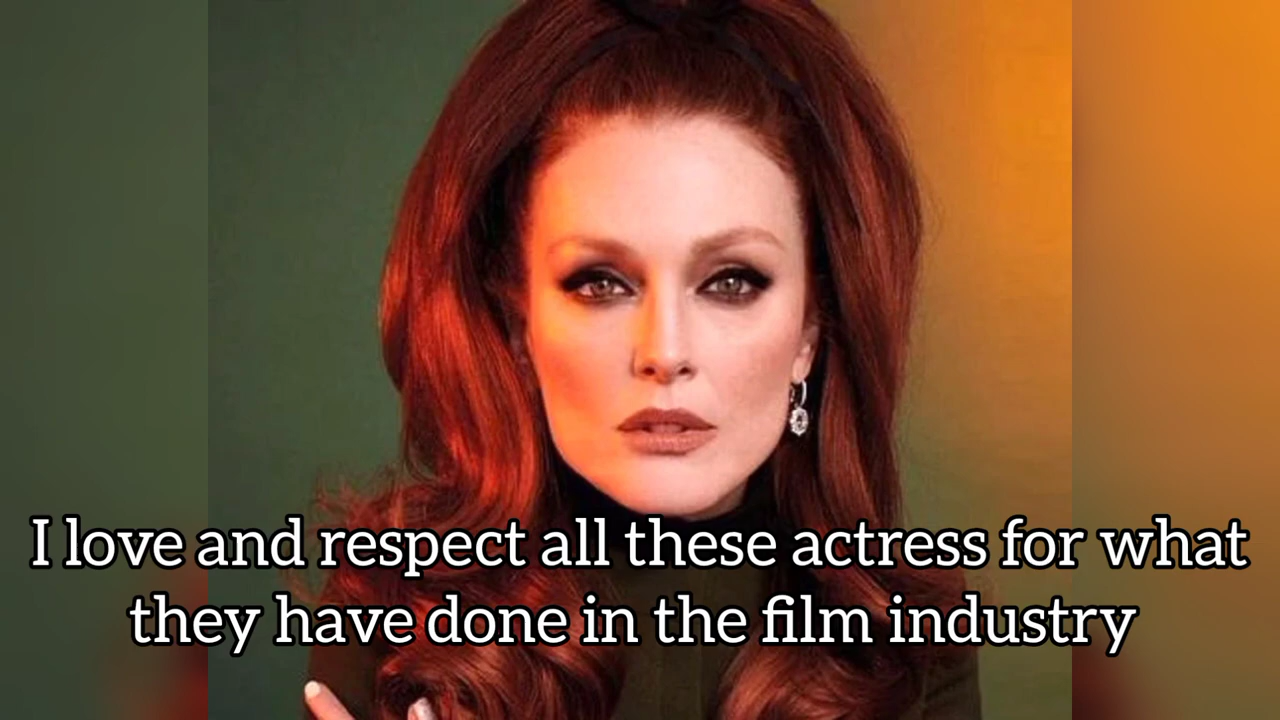 I love and respect all these actress for what
they have done in the film industry